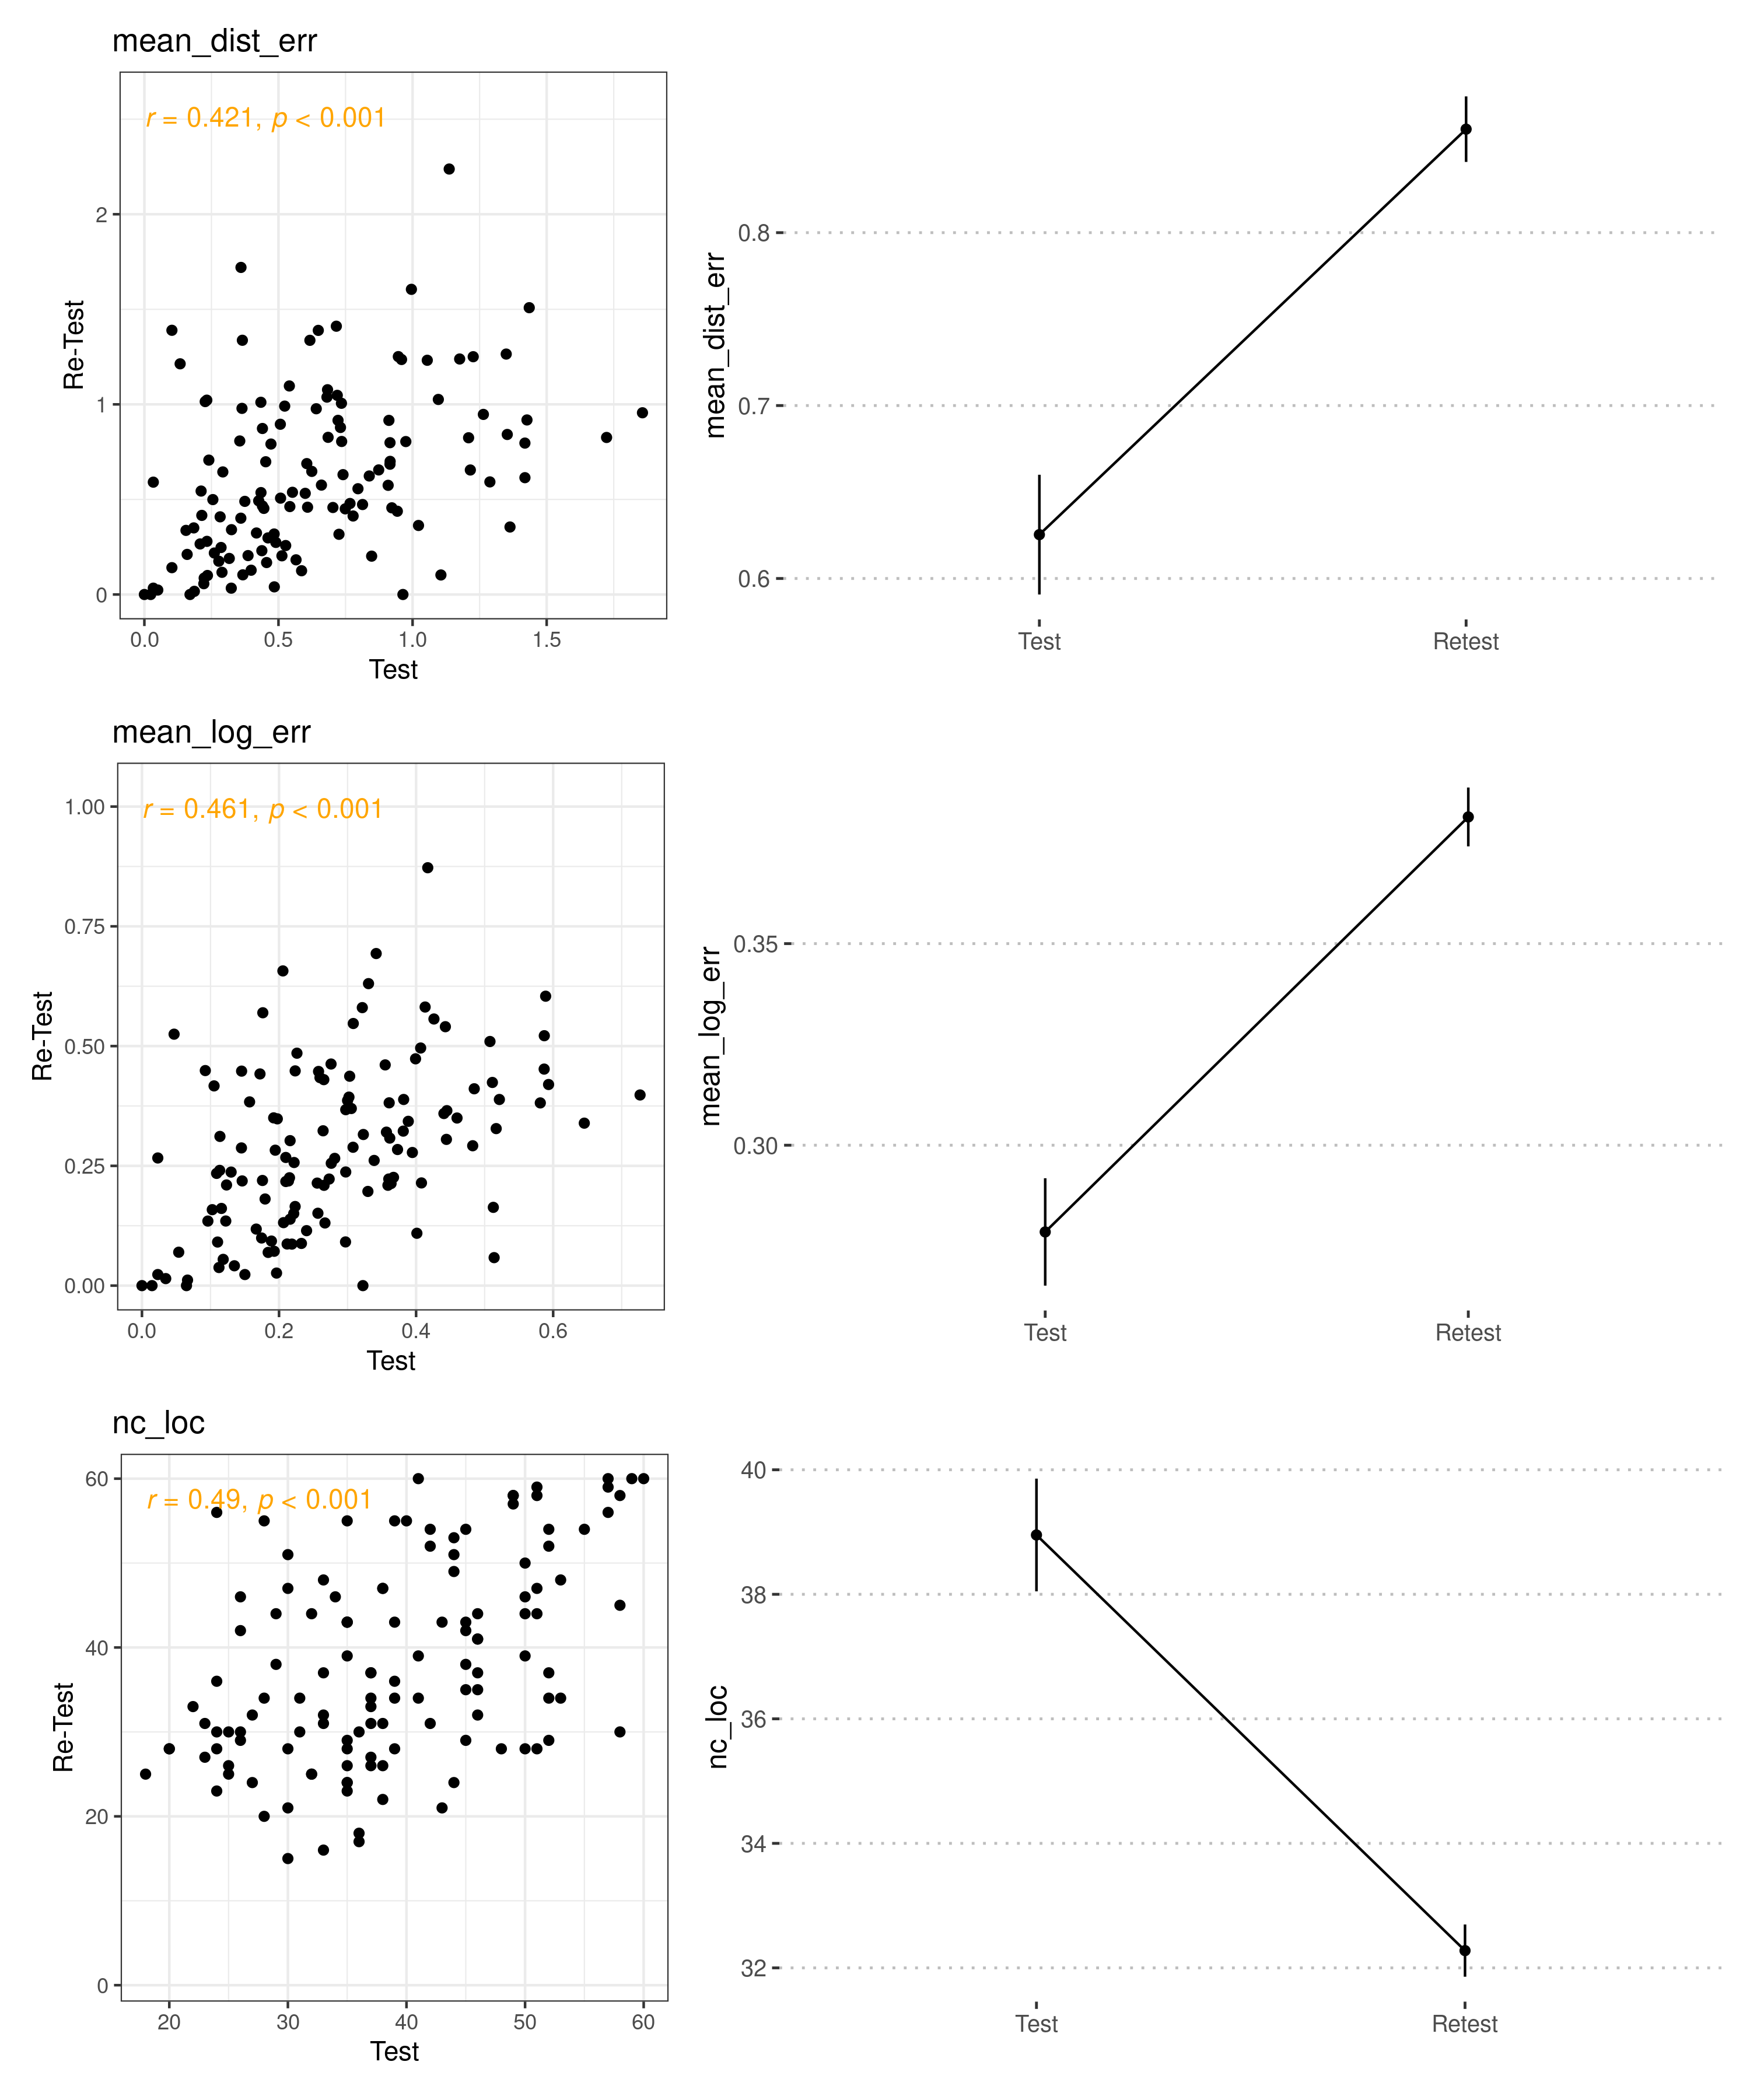 mean_dist_err
r = 0.421, p < 0.001
2
1
0
Re-Test
0.0 0.5 1.0 1.5
Test
0.8
0.7
0.6
mean_dist_err
Test Retest
mean_log_err
r = 0.461, p < 0.001
1.00
0.75
0.50
0.25
0.00
Re-Test
0.0 0.2 0.4 0.6
Test
0.35
0.30
mean_log_err
Test Retest
nc_loc
r = 0.49, p < 0.001
60
40
20
0
Re-Test
20 30 40 50 60
Test
40
38
36
34
32
nc_loc
Test Retest